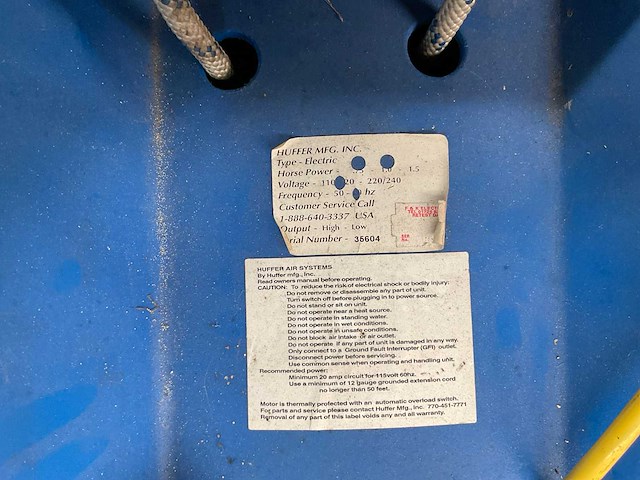 HUFFER MFG. INC.
Type - Electric
Horse Power - 1.0 1.5
Voltage - 110 20 - 220/240
Frequency - 50 - hz
Customer Service Call
1-888-640-3337 USA
Output - High - Low
rial Number - 35604
HUFFER AIR SYSTEMS
By Huffer mfg., Inc.
Read owners manual before operating.
CAUTION: To reduce the risk of electrical shock or bodily injury:
Do not remove or disassemble any part of unit.
Turn switch off before plugging in to power source.
Do not stand or sit on unit.
Do not operate near a heat source.
Do not operate in standing water.
Do not operate in wet conditions.
Do not operate in unsafe conditions.
Do not block air intake or air outlet.
Do not operate if any part of unit is damaged in any way.
Only connect to a Ground Fault Interrupter (GFI) outlet.
Disconnect power before servicing.
Use common sense when operating and handling unit.
Recommended power:
Minimum 20 amp circuit for 115volt 60hz.
Use a minimum of 12 gauge grounded extension cord
no longer than 50 feet.
Motor is thermally protected with an automatic overload switch.
For parts and service please contact Huffer Mfg., Inc. 770-451-7771
Removal of any part of this label voids any and all warranty.